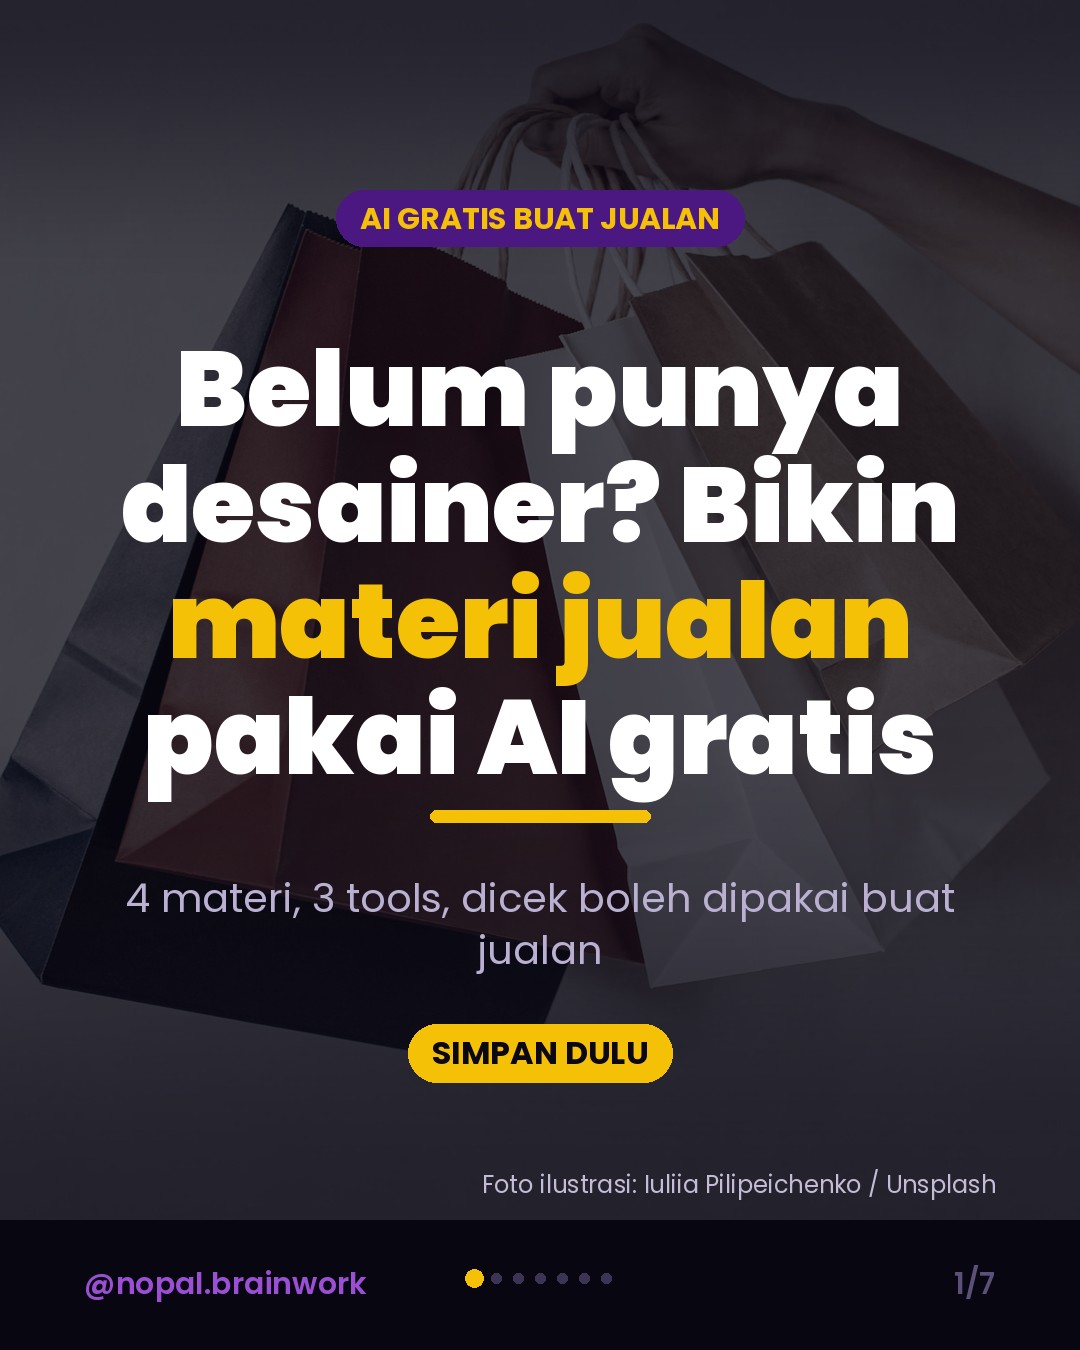 AI GRATIS BUAT JUALAN
Belum punya
desainer? Bikin
materi jualan
pakai AI gratis
4 materi, 3 tools, dicek boleh dipakai buat
jualan
SIMPAN DULU
Foto ilustrasi: Iuliia Pilipeichenko / Unsplash
@nopal.brainwork
1/7